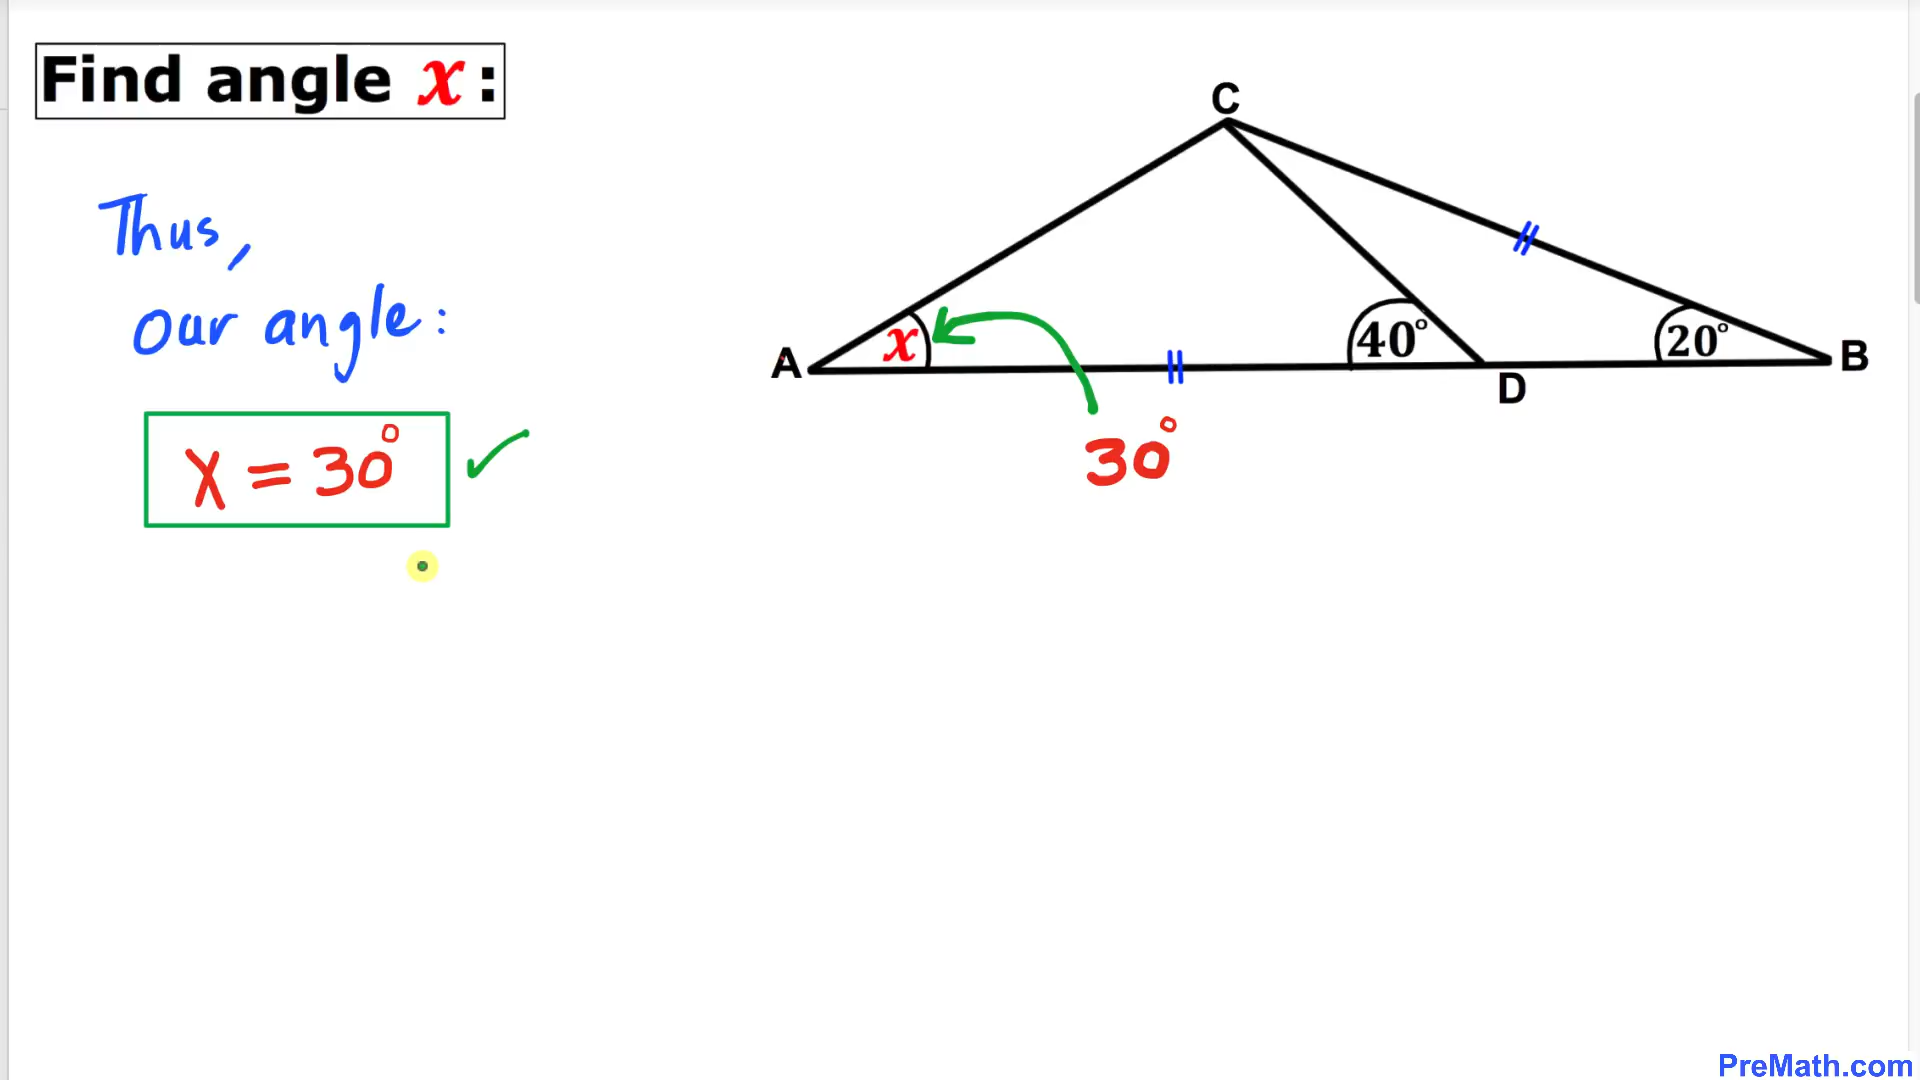 Find angle x:
C
Thus,
our angle:
A
x
40°
20°
B
D
x = 30°
30°
PreMath.com